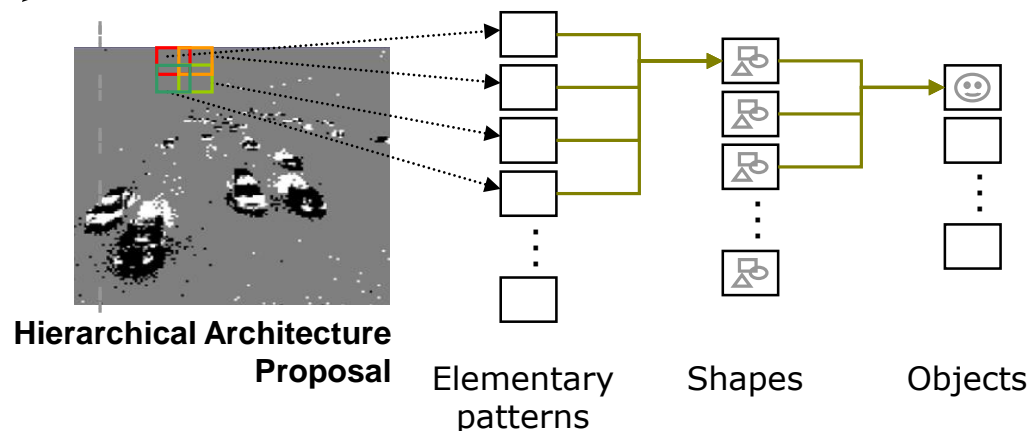 Hierarchical Architecture
Proposal
Elementary
patterns
Shapes
Objects